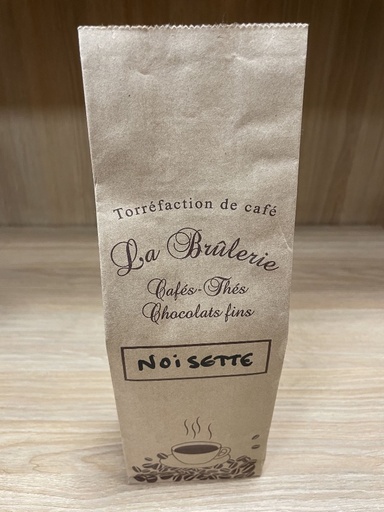 Torréfaction de café
La Brûlerie
Cafés-Thés
Chocolats fins
NOiSETTE